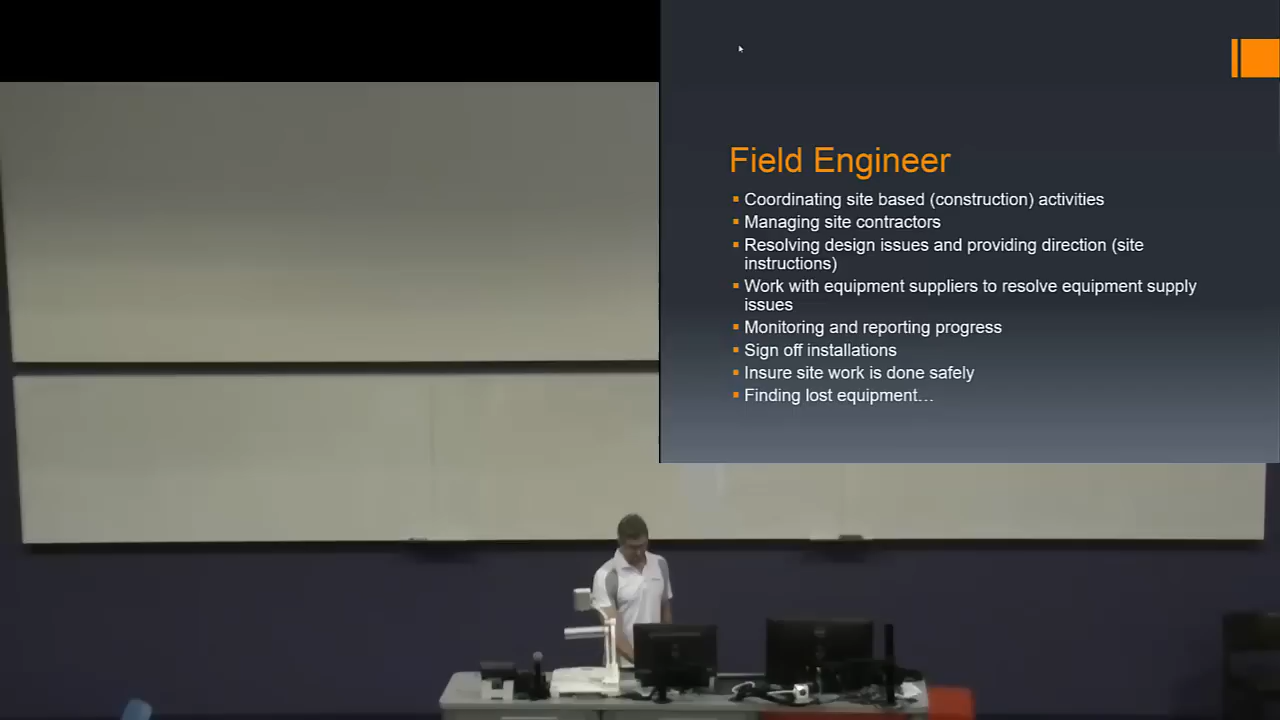 Field Engineer
Coordinating site based (construction) activities
Managing site contractors
Resolving design issues and providing direction (site
instructions)
Work with equipment suppliers to resolve equipment supply
issues
Monitoring and reporting progress
Sign off installations
Insure site work is done safely
Finding lost equipment…